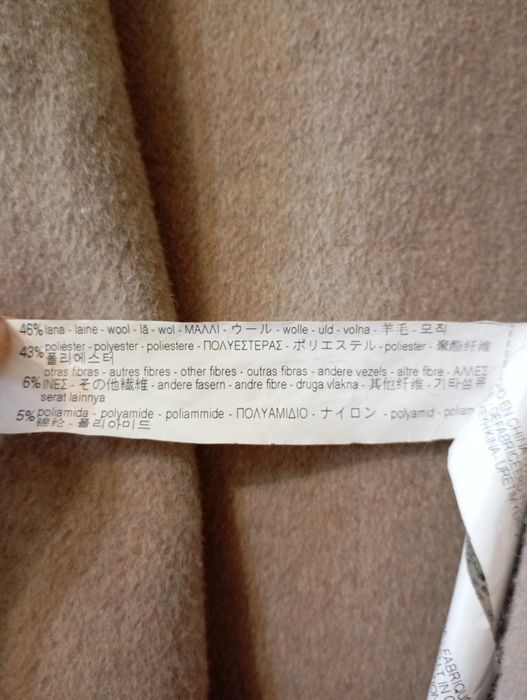 46% lana - laine - wool - lã - wol - ΜΑΛΛΙ - ウール - wolle - uld - volna - 羊毛 - 모직
43% poliéster - polyester - poliestere - ΠΟΛΥΕΣΤΕΡΑΣ - ポリエステル - poliester - 聚酯纤维
폴리에스터
otras fibras - autres fibres - other fibres - outras fibras - andere vezels - altre fibre - ΑΛΛΕΣ
6% ΙΝΕΣ - その他繊維 - andere fasern - andre fibre - druga vlakna - 其他纤维 - 기타섬유
serat lainnya
5% poliamida - polyamide - poliammide - ΠΟΛΥΑΜΙΔΙΟ - ナイロン - polyamid - poliam
锦纶 - 폴리아미드
FABRIQU